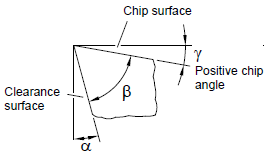 Chip surface
γ
Positive chip
angle
Clearance
surface
β
α